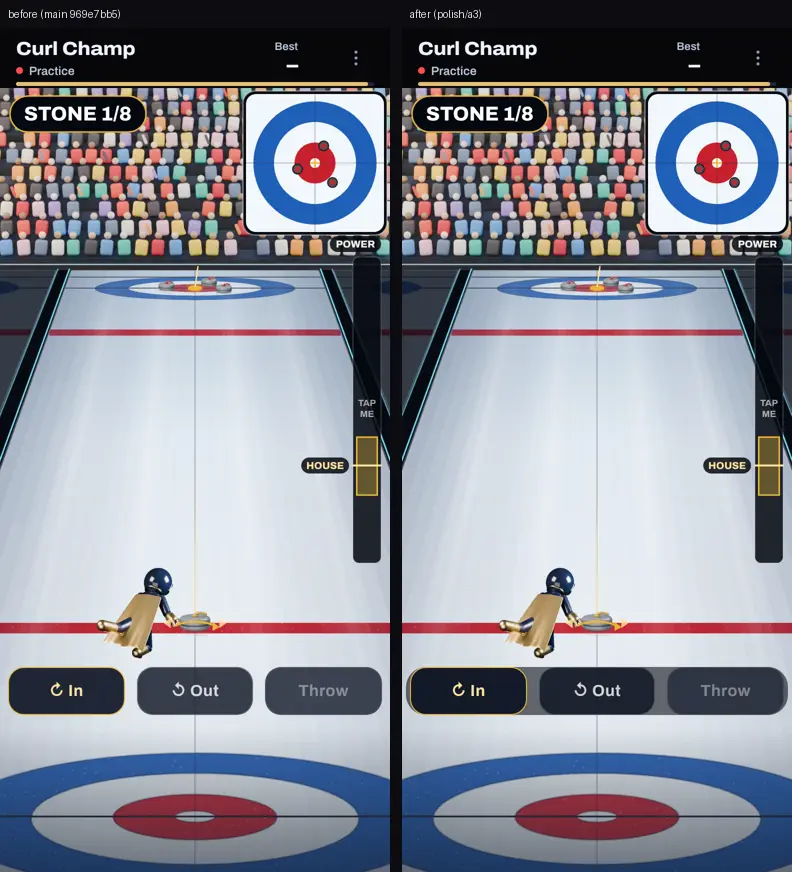 before (main 969e7bb5)
Curl Champ
Best
Practice
–
STONE 1/8
POWER
TAP
ME
HOUSE
In
Out
Throw
after (polish/a3)
Curl Champ
Best
Practice
–
STONE 1/8
POWER
TAP
ME
HOUSE
In
Out
Throw